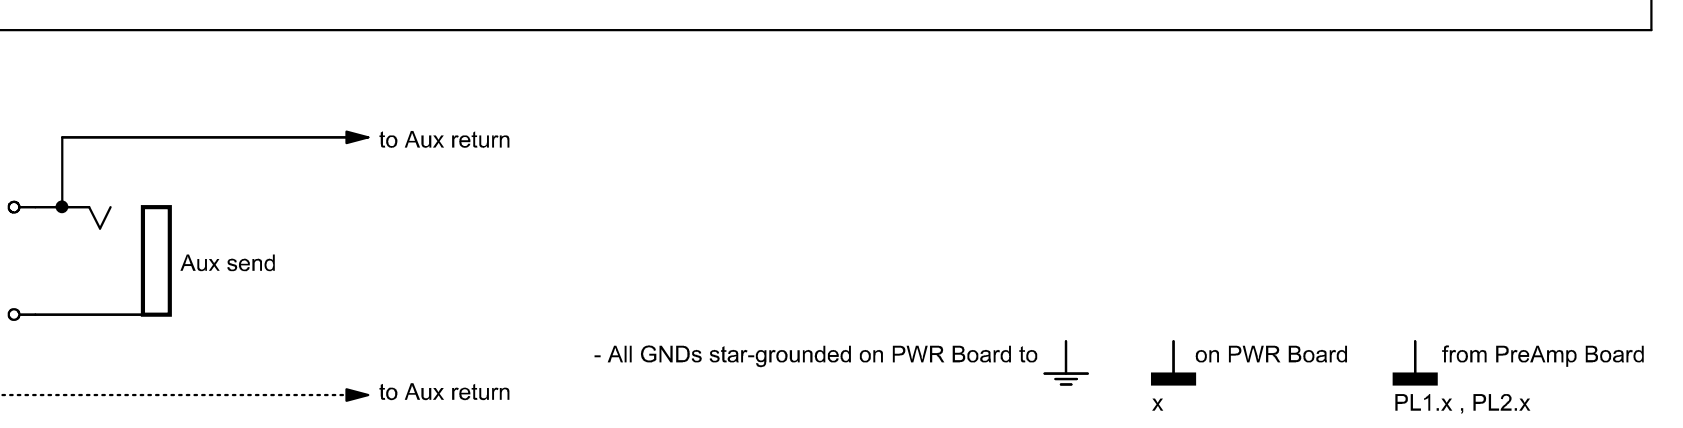 to Aux return
Aux send
- All GNDs star-grounded on PWR Board to
on PWR Board
from PreAmp Board
x
PL1.x , PL2.x
to Aux return